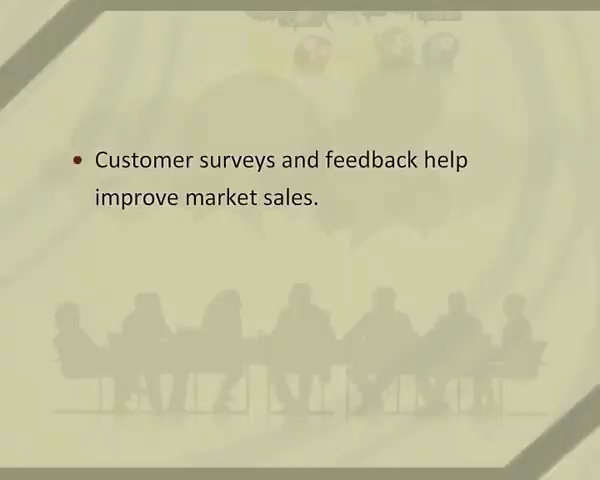 • Customer surveys and feedback help
improve market sales.